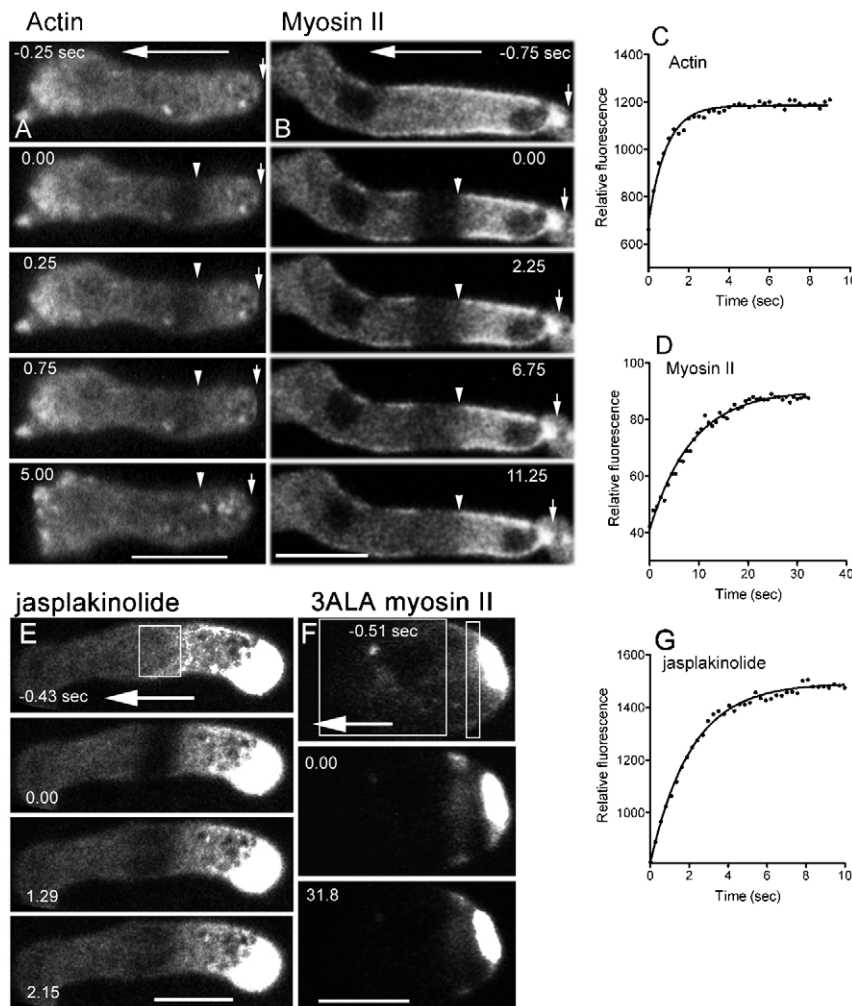 Actin
-0.25 sec
A
0.00
0.25
0.75
5.00
Myosin II
-0.75 sec
B
0.00
2.25
6.75
11.25
C
Actin
Relative fluorescence
1400
1200
1000
800
600
0 2 4 6 8 10
Time (sec)
D
Myosin II
Relative fluorescence
100
80
60
40
0 10 20 30 40
Time (sec)
jasplakinolide
E
-0.43 sec
0.00
1.29
2.15
3ALA myosin II
F
-0.51 sec
0.00
31.8
G
jasplakinolide
Relative fluorescence
1600
1400
1200
1000
0 2 4 6 8 10
Time (sec)